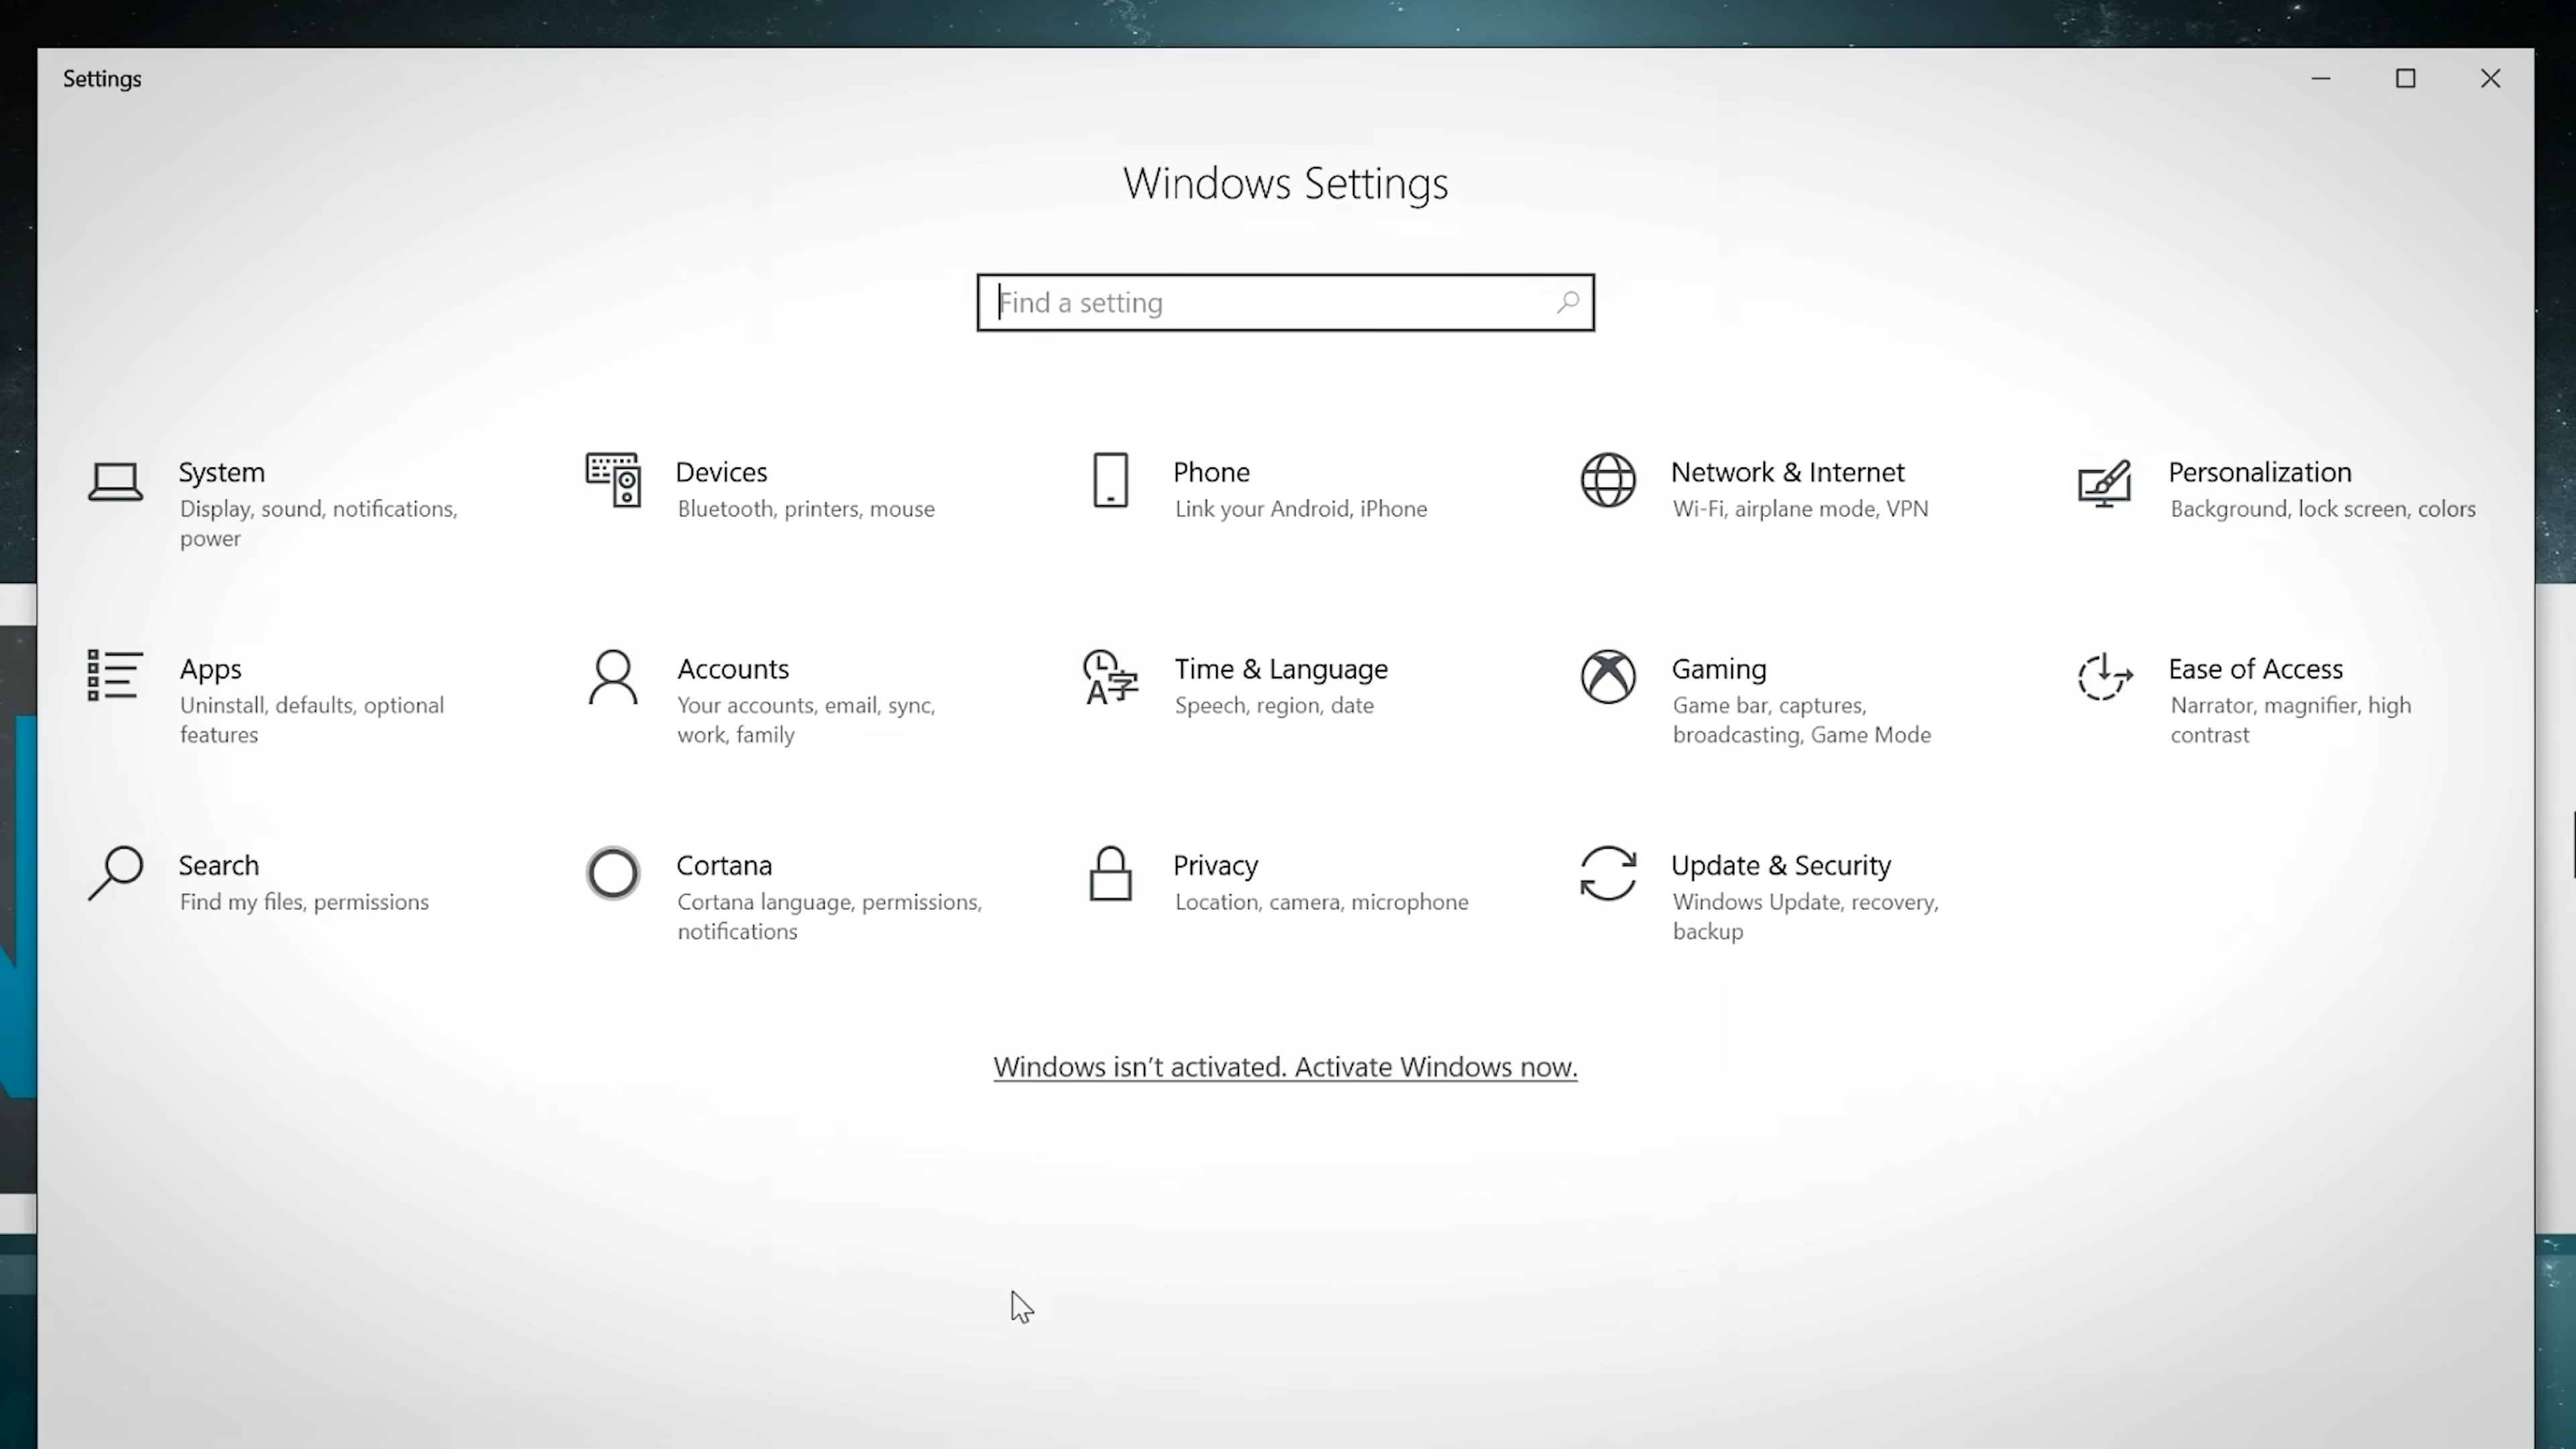 Settings
Windows Settings
Find a setting
System
Display, sound, notifications,
power
Devices
Bluetooth, printers, mouse
Phone
Link your Android, iPhone
Network & Internet
Wi-Fi, airplane mode, VPN
Personalization
Background, lock screen, colors
Apps
Uninstall, defaults, optional
features
Accounts
Your accounts, email, sync,
work, family
Time & Language
Speech, region, date
Gaming
Game bar, captures,
broadcasting, Game Mode
Ease of Access
Narrator, magnifier, high
contrast
Search
Find my files, permissions
Cortana
Cortana language, permissions,
notifications
Privacy
Location, camera, microphone
Update & Security
Windows Update, recovery,
backup
Windows isn't activated. Activate Windows now.